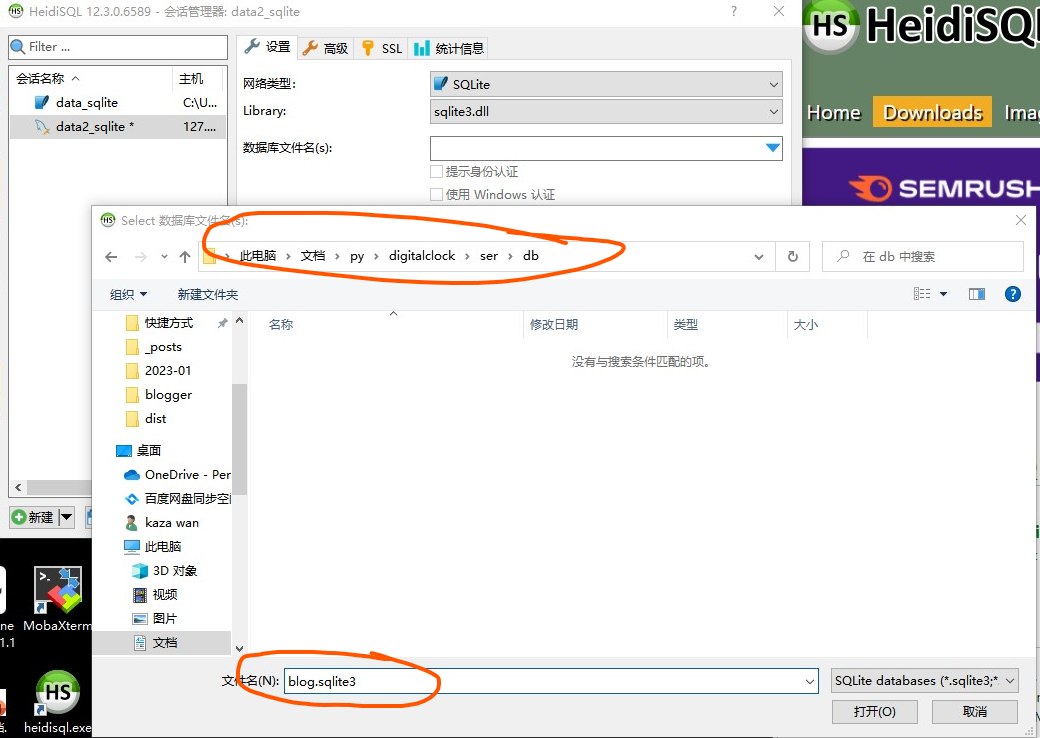 HeidiSQL 12.3.0.6589 - 会话管理器: data2_sqlite
HS HeidiSQL
Filter ...
设置 高级 SSL 统计信息
会话名称 主机
data_sqlite C:\U...
data2_sqlite * 127....
网络类型: SQLite
Library: sqlite3.dll
数据库文件名(s):
提示身份认证
使用 Windows 认证
Home Downloads
SEMRUSH
Select 数据库文件名(s):
此电脑 › 文档 › py › digitalclock › ser › db
在 db 中搜索
组织 新建文件夹
快捷方式
_posts
2023-01
blogger
dist
桌面
OneDrive - Per
百度网盘同步空间
kaza wan
此电脑
3D 对象
视频
图片
文档
名称 修改日期 类型 大小
没有与搜索条件匹配的项。
新建
MobaXterm
1.1
heidisql.exe
文件名(N): blog.sqlite3
SQLite databases (*.sqlite3;*.
打开(O) 取消